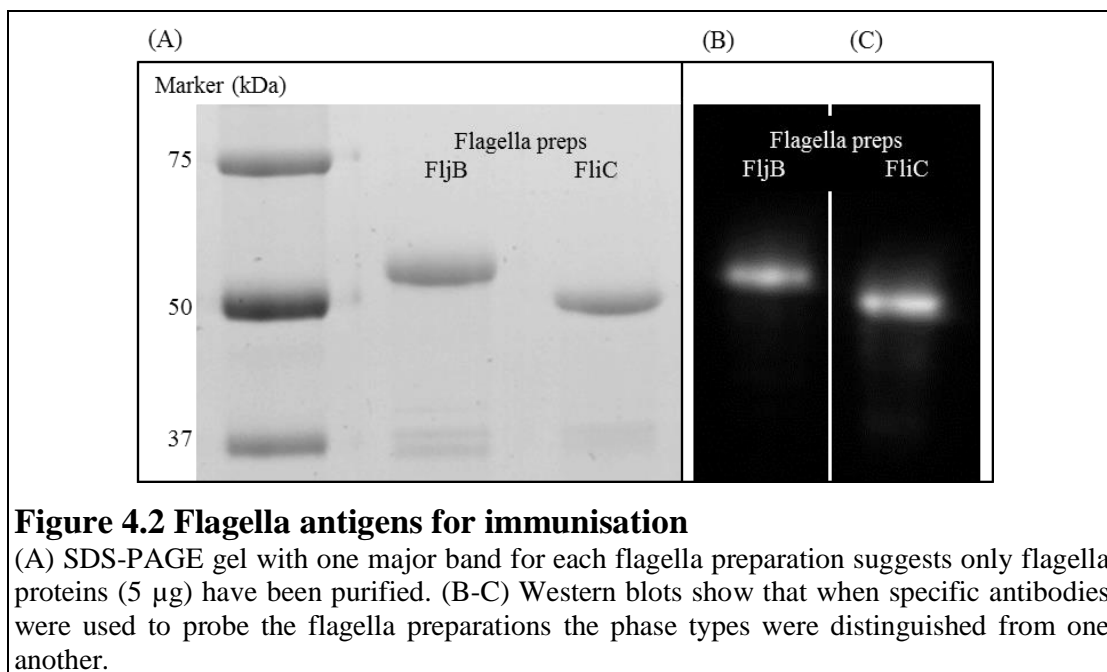 (A)
(B)
(C)
Marker (kDa)
75
50
37
Flagella preps
FljB
FliC
Flagella preps
FljB
FliC
Figure 4.2 Flagella antigens for immunisation
(A) SDS-PAGE gel with one major band for each flagella preparation suggests only flagella
proteins (5 µg) have been purified. (B-C) Western blots show that when specific antibodies
were used to probe the flagella preparations the phase types were distinguished from one
another.